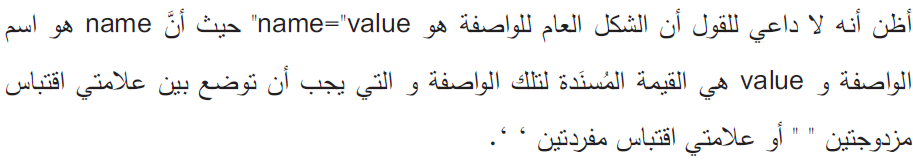 أظن أنه لا داعي للقول أن الشكل العام للواصفة هو name="value" حيث أنَّ name هو اسم
الواصفة و value هي القيمة المُسنَدة لتلك الواصفة و التي يجب أن توضع بين علامتي اقتباس
مزدوجتين " " أو علامتي اقتباس مفردتين ‘ ‘.